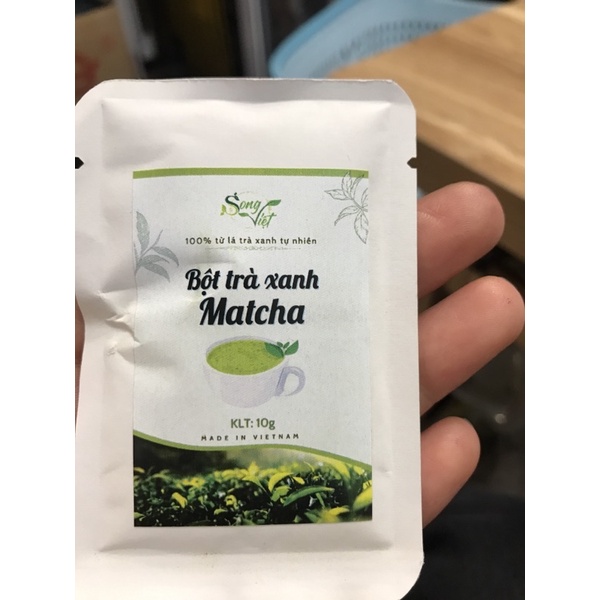 Song
Việt
100% từ lá trà xanh tự nhiên
Bột trà xanh
Matcha
KLT: 10g
MADE IN VIETNAM